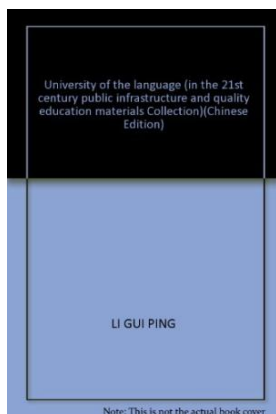 University of the language (in the 21st
century public infrastructure and quality
education materials Collection)(Chinese
Edition)
LI GUI PING
Note: This is not the actual book cover